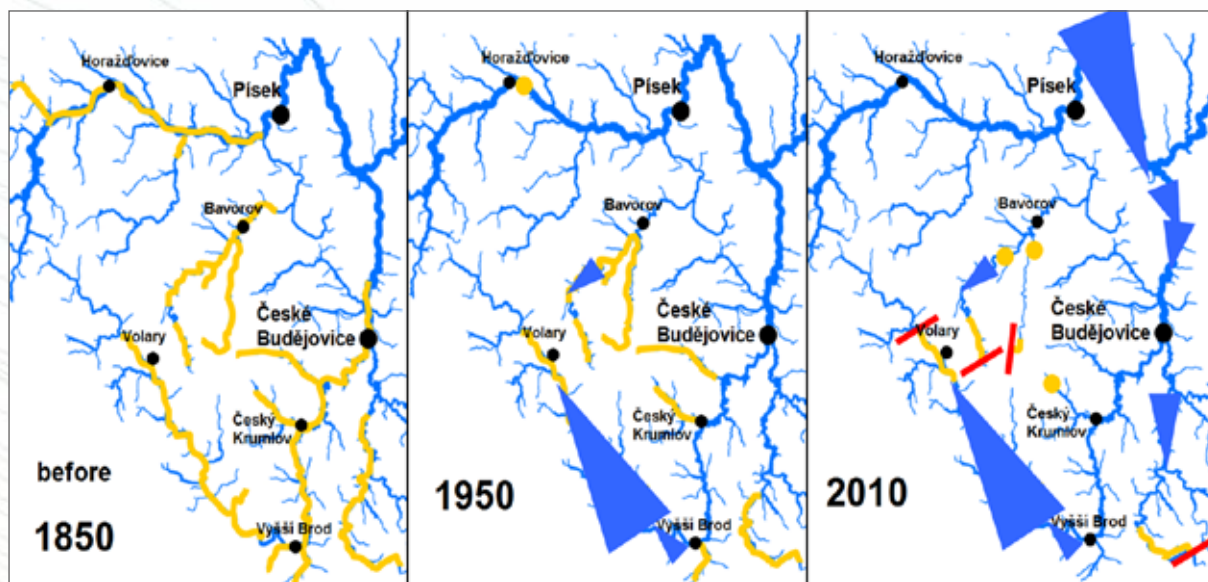 Horažďovice
Písek
Bavorov
České
Budějovice
Volary
Český
Krumlov
before
1850
Vyšší Brod
Horažďovice
Písek
Bavorov
České
Budějovice
Volary
Český
Krumlov
1950
Vyšší Brod
Horažďovice
Písek
Bavorov
České
Budějovice
Volary
Český
Krumlov
2010
Vyšší Brod